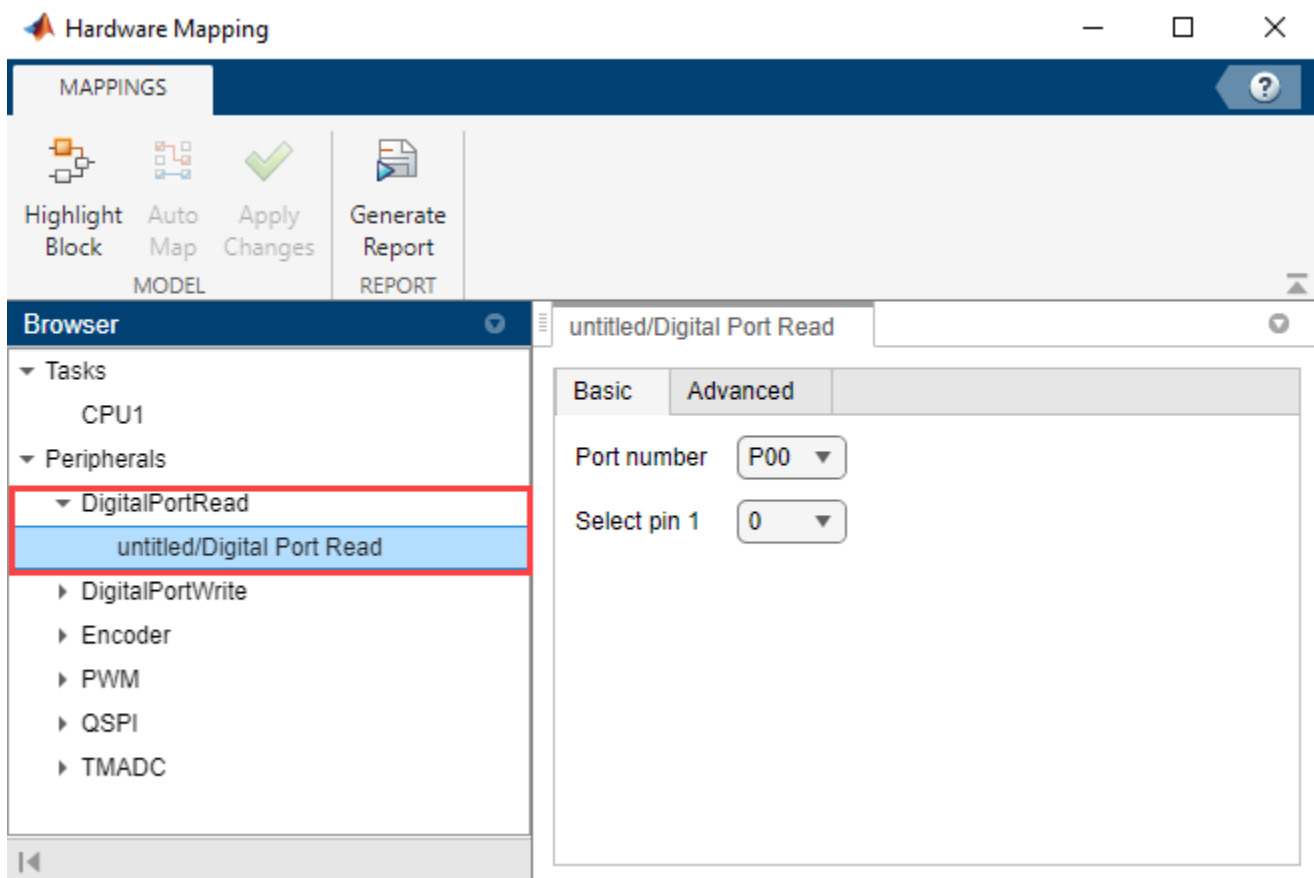 Hardware Mapping
MAPPINGS
?
Highlight Block
Auto Map
Apply Changes
Generate Report
MODEL
REPORT
Browser
Tasks
CPU1
Peripherals
DigitalPortRead
untitled/Digital Port Read
DigitalPortWrite
Encoder
PWM
QSPI
TMADC
untitled/Digital Port Read
Basic Advanced
Port number P00
Select pin 1 0